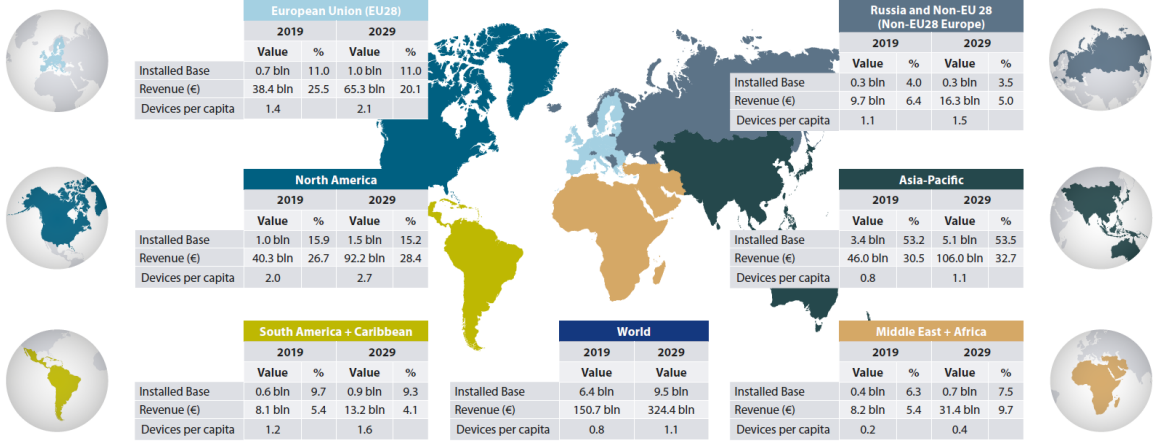 European Union (EU28)
2019 2029
Value % Value %
Installed Base 0.7 bln 11.0 1.0 bln 11.0
Revenue (€) 38.4 bln 25.5 65.3 bln 20.1
Devices per capita 1.4 2.1
Russia and Non-EU 28
(Non-EU28 Europe)
2019 2029
Value % Value %
Installed Base 0.3 bln 4.0 0.3 bln 3.5
Revenue (€) 9.7 bln 6.4 16.3 bln 5.0
Devices per capita 1.1 1.5
North America
2019 2029
Value % Value %
Installed Base 1.0 bln 15.9 1.5 bln 15.2
Revenue (€) 40.3 bln 26.7 92.2 bln 28.4
Devices per capita 2.0 2.7
Asia-Pacific
2019 2029
Value % Value %
Installed Base 3.4 bln 53.2 5.1 bln 53.5
Revenue (€) 46.0 bln 30.5 106.0 bln 32.7
Devices per capita 0.8 1.1
South America + Caribbean
2019 2029
Value % Value %
Installed Base 0.6 bln 9.7 0.9 bln 9.3
Revenue (€) 8.1 bln 5.4 13.2 bln 4.1
Devices per capita 1.2 1.6
World
2019 2029
Value Value
Installed Base 6.4 bln 9.5 bln
Revenue (€) 150.7 bln 324.4 bln
Devices per capita 0.8 1.1
Middle East + Africa
2019 2029
Value % Value %
Installed Base 0.4 bln 6.3 0.7 bln 7.5
Revenue (€) 8.2 bln 5.4 31.4 bln 9.7
Devices per capita 0.2 0.4